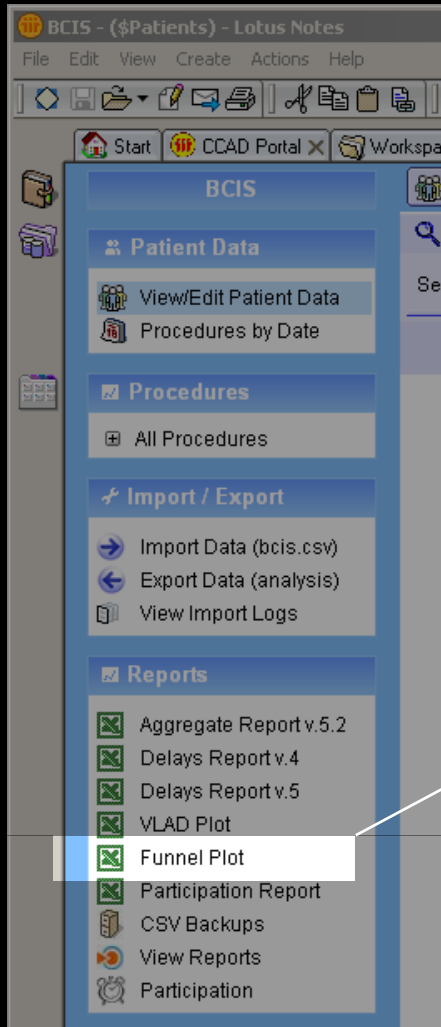 BCIS - ($Patients) - Lotus Notes
File Edit View Create Actions Help
Start CCAD Portal Workspa
BCIS
Patient Data
Se
View/Edit Patient Data
Procedures by Date
Procedures
All Procedures
Import / Export
Import Data (bcis.csv)
Export Data (analysis)
View Import Logs
Reports
Aggregate Report v.5.2
Delays Report v.4
Delays Report v.5
VLAD Plot
Funnel Plot
Participation Report
CSV Backups
View Reports
Participation